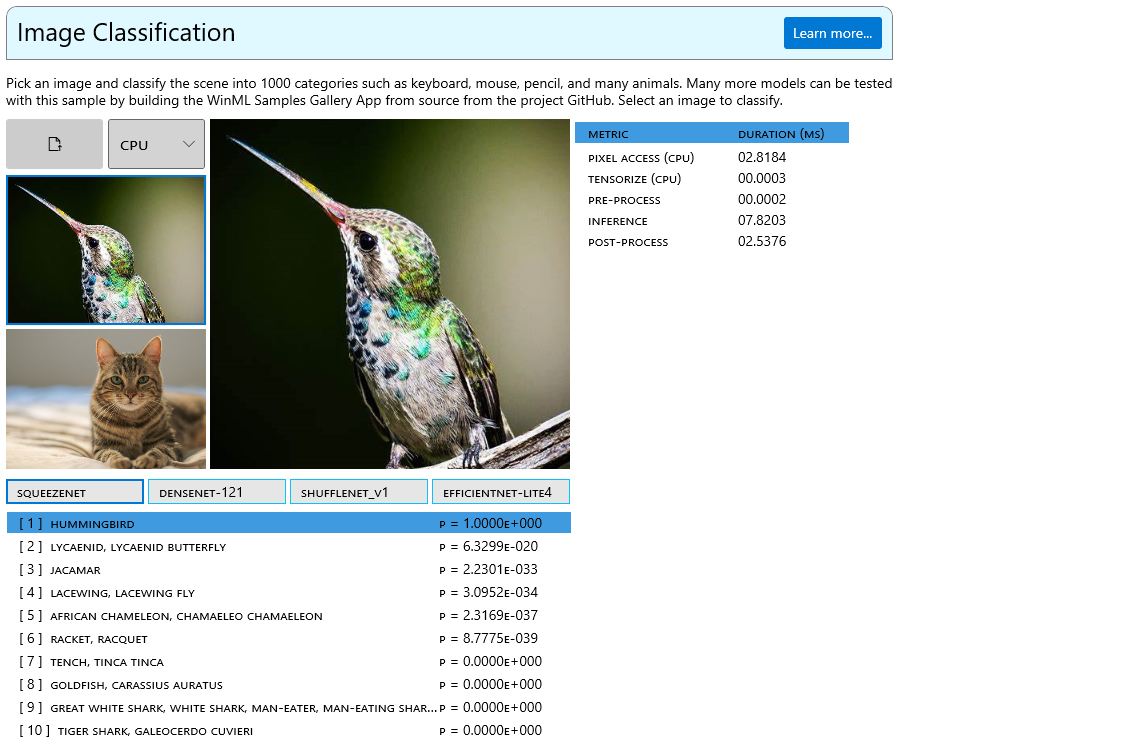 Image Classification
Learn more...
Pick an image and classify the scene into 1000 categories such as keyboard, mouse, pencil, and many animals. Many more models can be tested
with this sample by building the WinML Samples Gallery App from source from the project GitHub. Select an image to classify.
CPU
METRIC DURATION (MS)
PIXEL ACCESS (CPU) 02.8184
TENSORIZE (CPU) 00.0003
PRE-PROCESS 00.0002
INFERENCE 07.8203
POST-PROCESS 02.5376
SQUEEZENET DENSENET-121 SHUFFLENET_V1 EFFICIENTNET-LITE4
[ 1 ] HUMMINGBIRD P = 1.0000E+000
[ 2 ] LYCAENID, LYCAENID BUTTERFLY P = 6.3299E-020
[ 3 ] JACAMAR P = 2.2301E-033
[ 4 ] LACEWING, LACEWING FLY P = 3.0952E-034
[ 5 ] AFRICAN CHAMELEON, CHAMAELEO CHAMAELEON P = 2.3169E-037
[ 6 ] RACKET, RACQUET P = 8.7775E-039
[ 7 ] TENCH, TINCA TINCA P = 0.0000E+000
[ 8 ] GOLDFISH, CARASSIUS AURATUS P = 0.0000E+000
[ 9 ] GREAT WHITE SHARK, WHITE SHARK, MAN-EATER, MAN-EATING SHAR... P = 0.0000E+000
[ 10 ] TIGER SHARK, GALEOCERDO CUVIERI P = 0.0000E+000